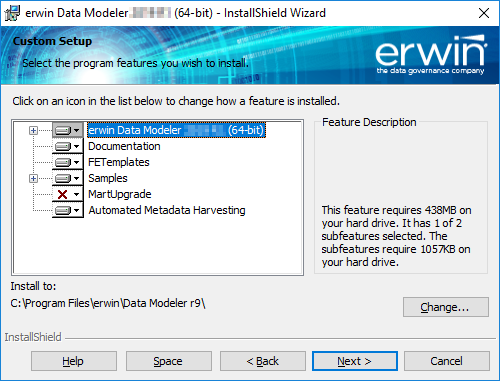 erwin Data Modeler (64-bit) - InstallShield Wizard
Custom Setup
Select the program features you wish to install.
erwin
the data governance company
Click on an icon in the list below to change how a feature is installed.
erwin Data Modeler (64-bit)
Documentation
FETemplates
Samples
MartUpgrade
Automated Metadata Harvesting
Feature Description
This feature requires 438MB on
your hard drive. It has 1 of 2
subfeatures selected. The
subfeatures require 1057KB on
your hard drive.
Install to:
C:\Program Files\erwin\Data Modeler r9\
Change...
InstallShield
Help
Space
< Back
Next >
Cancel